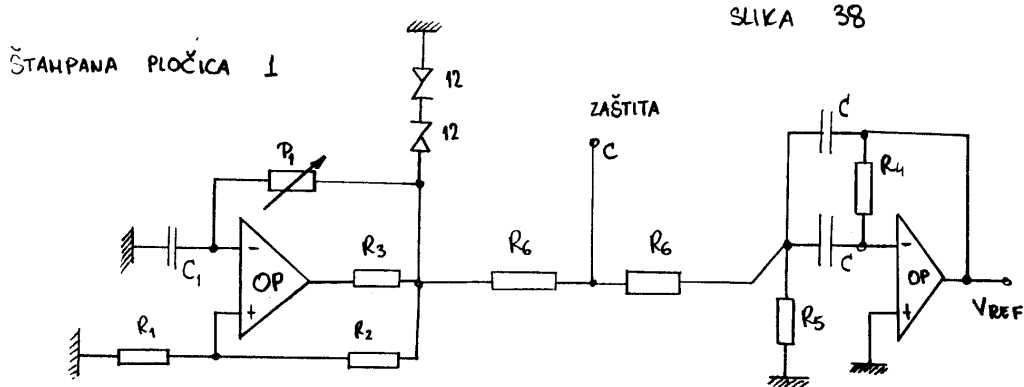 SLIKA 38
ŠTAMPANA PLOČICA 1
12
12
ZAŠTITA
C
P1
C
R4
C1
-
OP
+
R3
R6
R6
C
-
OP
+
VREF
R5
R1
R2